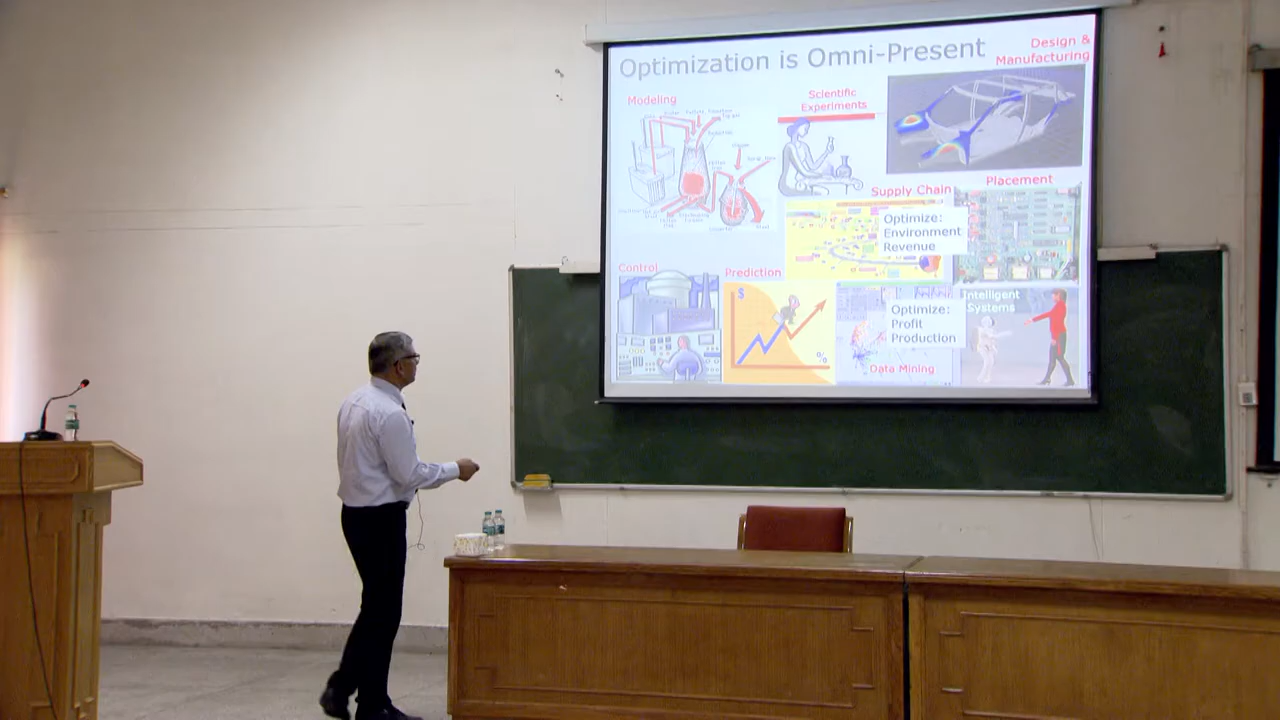 Optimization is Omni-Present
Design &
Manufacturing
Modeling
Scientific
Experiments
Supply Chain
Placement
Optimize:
Environment
Revenue
Control
Prediction
$
%
Intelligent
Systems
Optimize:
Profit
Production
Data Mining